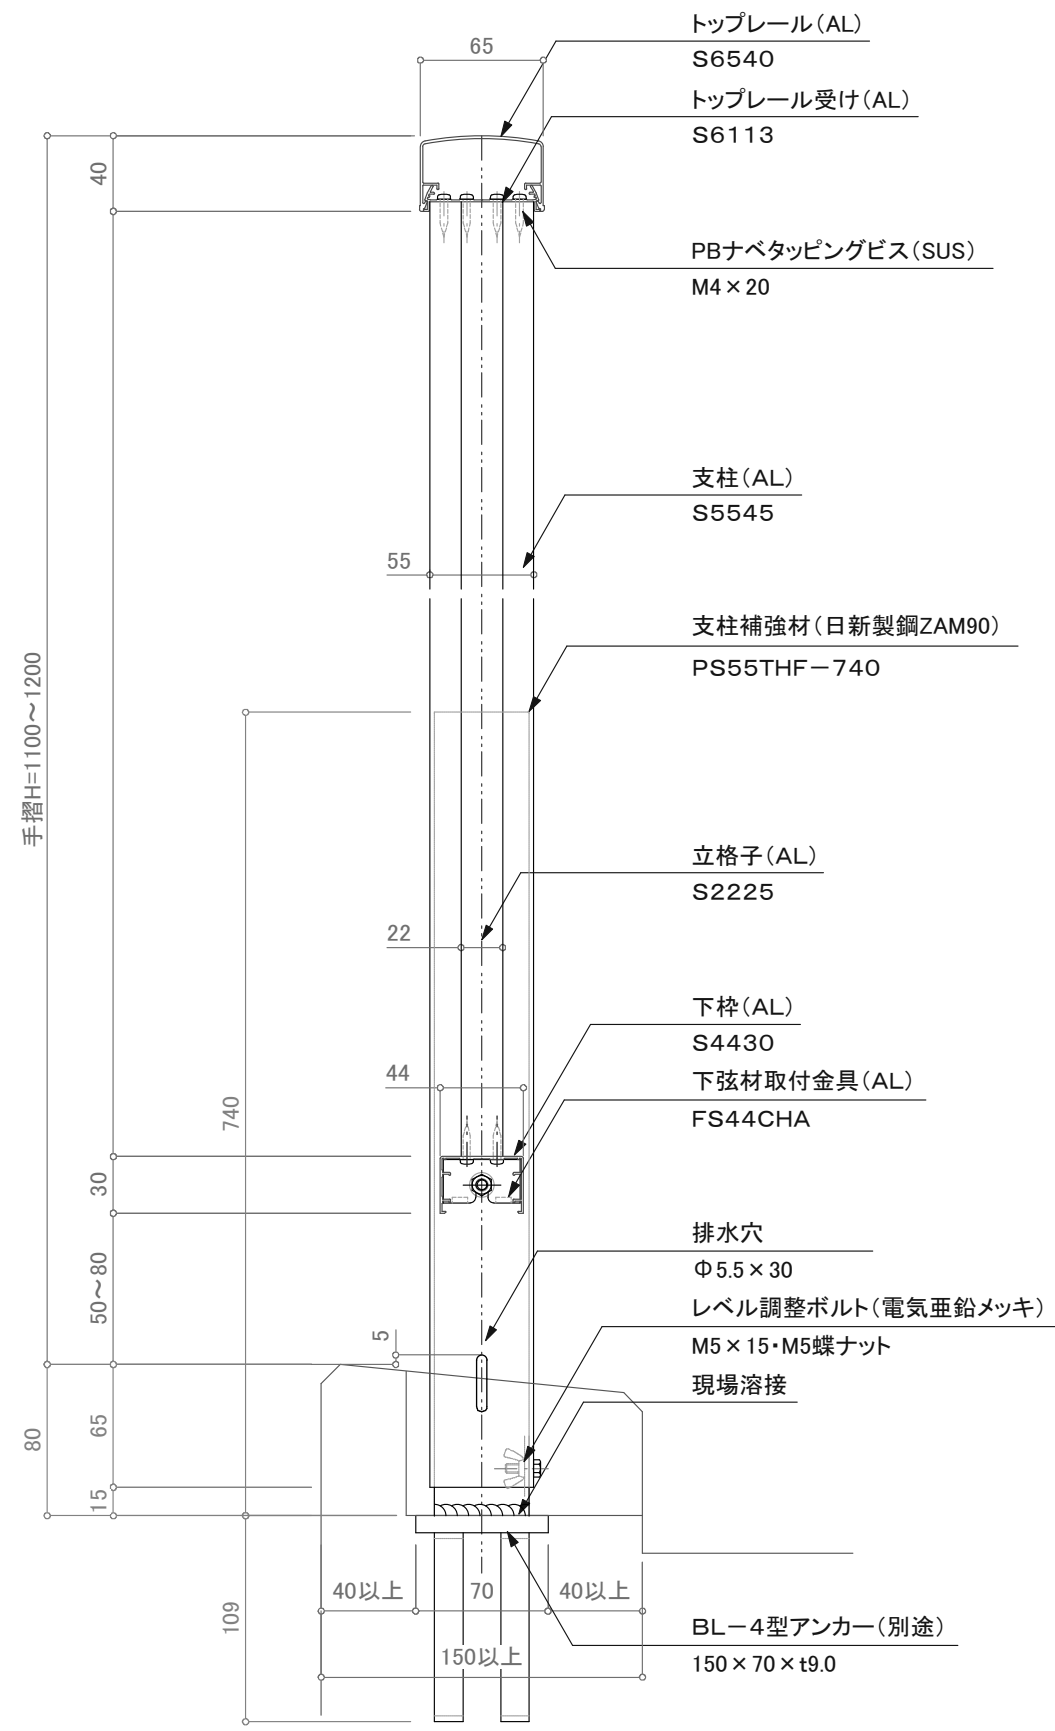 トップレール(AL)
S6540
65
トップレール受け(AL)
S6113
40
PBナベタッピングビス(SUS)
M4×20
支柱(AL)
S5545
55
支柱補強材(日新製鋼ZAM90)
PS55THF－740
手摺H=1100～1200
立格子(AL)
S2225
22
下枠(AL)
S4430
44
下弦材取付金具(AL)
FS44CHA
740
30
排水穴
Φ5.5×30
50～80
レベル調整ボルト(電気亜鉛メッキ)
M5×15・M5蝶ナット
5
現場溶接
65
80
15
40以上
70
40以上
109
BL－4型アンカー(別途)
150×70×t9.0
150以上